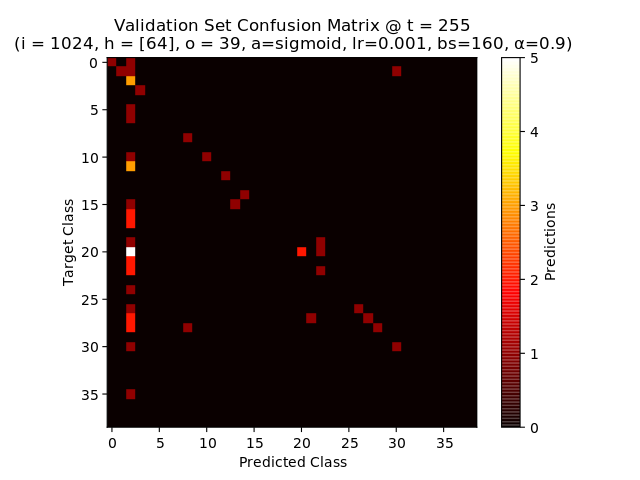 Validation Set Confusion Matrix @ t = 255
(i = 1024, h = [64], o = 39, a=sigmoid, lr=0.001, bs=160, α=0.9)
0
5
10
15
20
25
30
35
Target Class
0 5 10 15 20 25 30 35
Predicted Class
5
4
3
2
1
0
Predictions